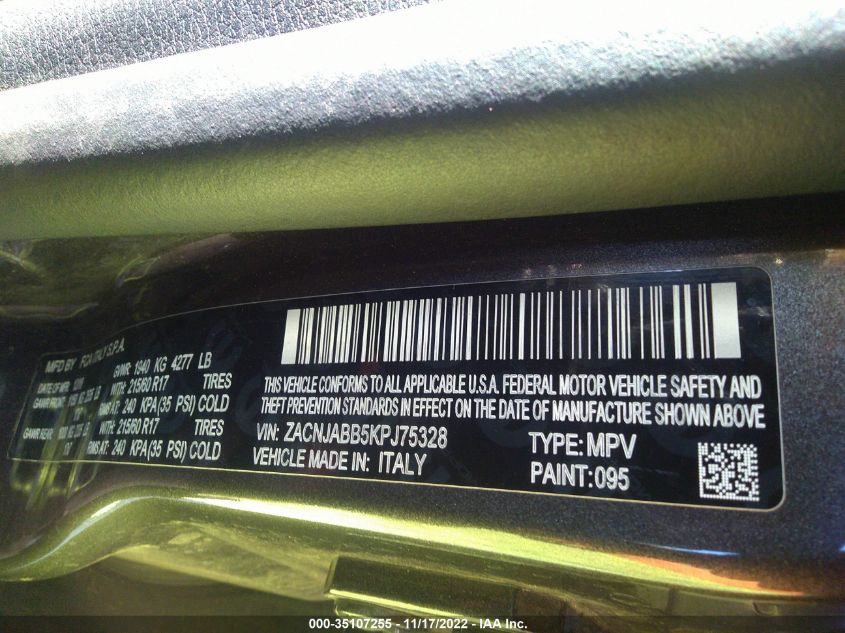 MFD BY FCA ITALY S.P.A.
GVWR: 1940 KG 4277 LB
WITH: 215/60 R17 TIRES
RIMS AT: 240 KPA(35 PSI) COLD
WITH: 215/60 R17 TIRES
RIMS AT: 240 KPA(35 PSI) COLD
THIS VEHICLE CONFORMS TO ALL APPLICABLE U.S.A. FEDERAL MOTOR VEHICLE SAFETY AND
THEFT PREVENTION STANDARDS IN EFFECT ON THE DATE OF MANUFACTURE SHOWN ABOVE
VIN: ZACNJABB5KPJ75328 TYPE: MPV
VEHICLE MADE IN: ITALY PAINT: 095
000-35107255 - 11/17/2022 - IAA Inc.